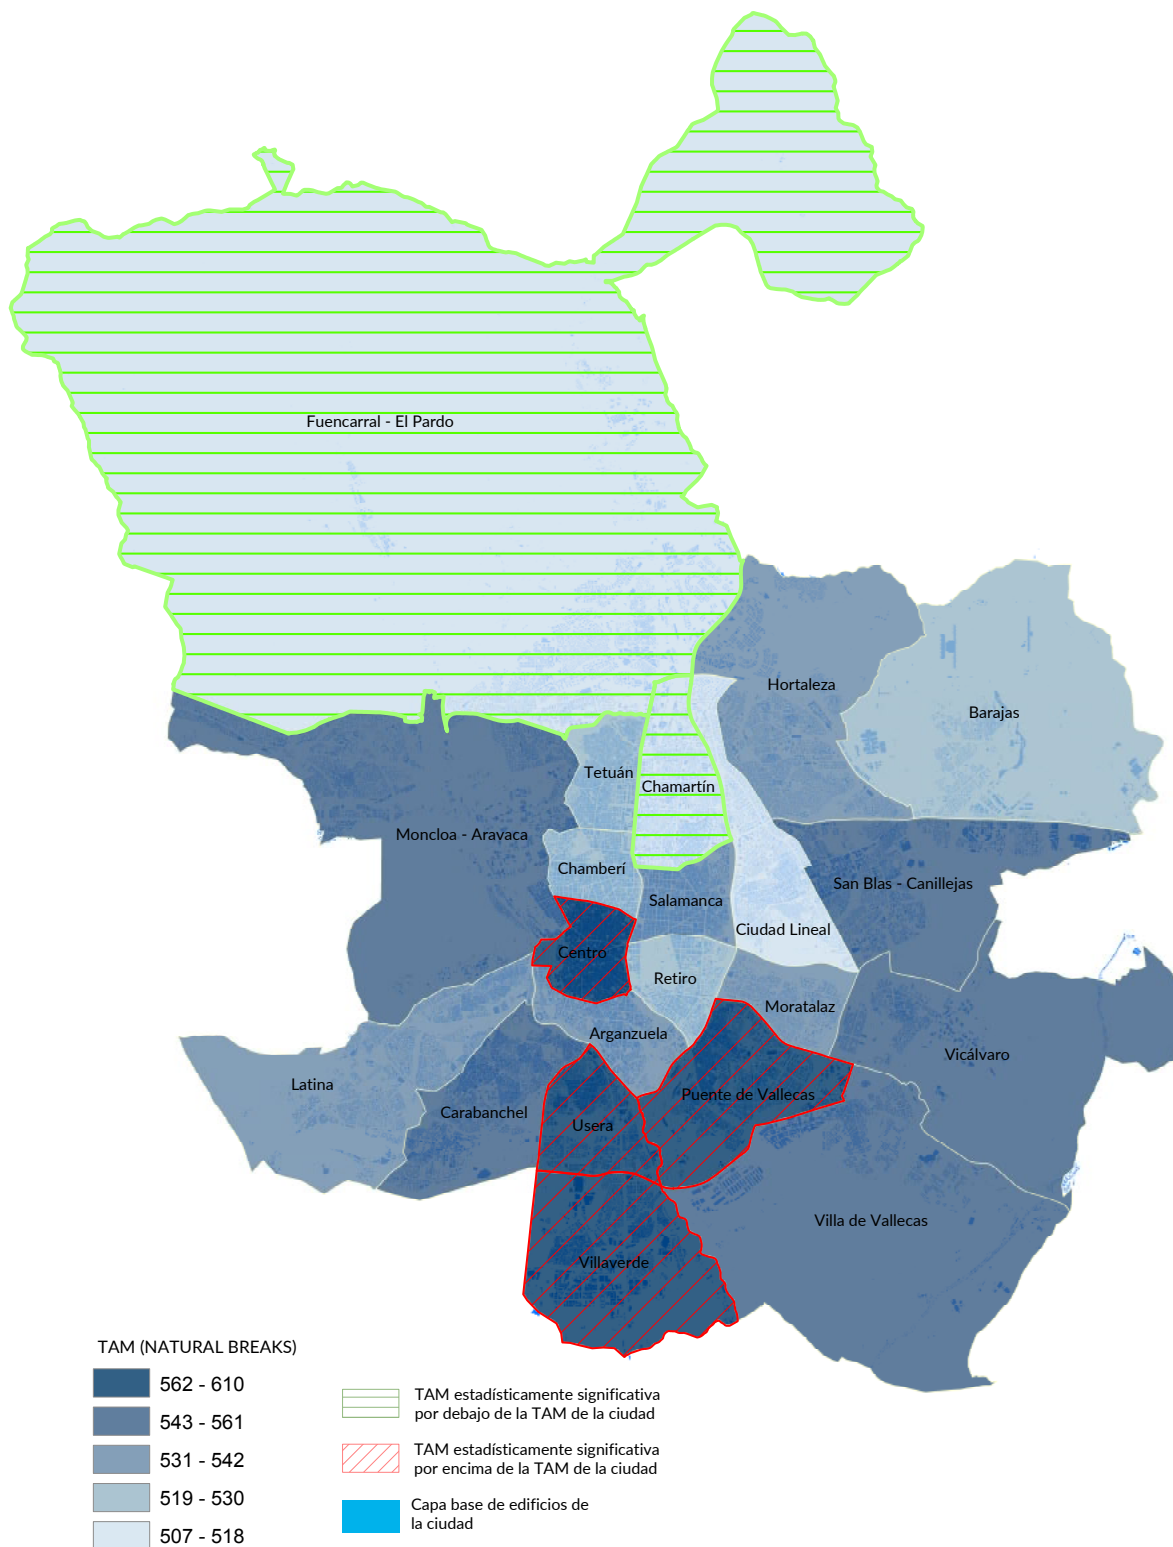 Fuencarral - El Pardo
Hortaleza
Barajas
Tetuán
Chamartín
Moncloa - Aravaca
Chamberí
San Blas - Canillejas
Salamanca
Ciudad Lineal
Centro
Retiro
Moratalaz
Arganzuela
Vicálvaro
Latina
Puente de Vallecas
Carabanchel
Usera
Villa de Vallecas
Villaverde
TAM (NATURAL BREAKS)
562 - 610
543 - 561
531 - 542
519 - 530
507 - 518
TAM estadísticamente significativa
por debajo de la TAM de la ciudad
TAM estadísticamente significativa
por encima de la TAM de la ciudad
Capa base de edificios de
la ciudad